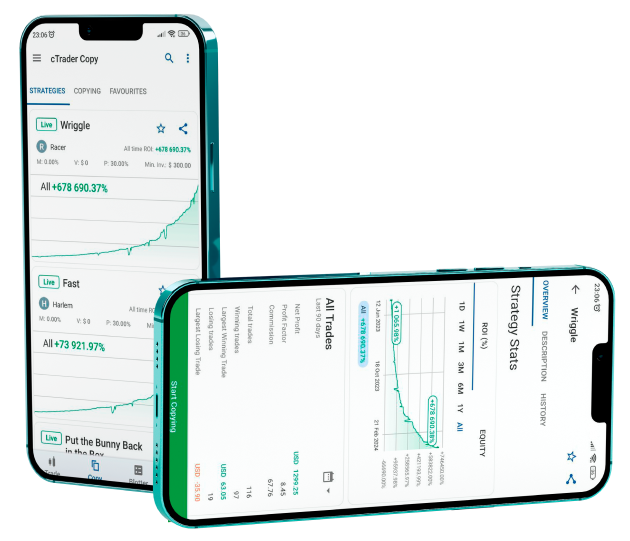 23:06
cTrader Copy
STRATEGIES COPYING FAVOURITES
Live Wriggle
R Racer All time ROI: +678 690.37%
M: 0.00% V: $ 0 P: 30.00% Min. inv.: $ 300.00
All +678 690.37%
Live Fast
H Harlem All time RO
M: 0.00% V: $ 0 P: 30.00%
All +73 921.97%
Live Put the Bunny Back
in the Box
Trade Copy Plotter
23:06
Wriggle
OVERVIEW DESCRIPTION HISTORY
Strategy Stats
ROI (%) EQUITY
1D 1W 1M 3M 6M 1Y All
+678 690.38%
+1 065.98%
12 Jun 2023 16 Oct 2023 21 Feb 2024
All +678 690.37%
All Trades
Last 90 days
Net Profit USD 1299.25
Profit Factor 8.45
Commission 67.76
Total trades 116
Winning trades 97
Largest Winning Trade USD 63.05
Losing trades 19
Largest Losing Trade USD -35.90
Start Copying